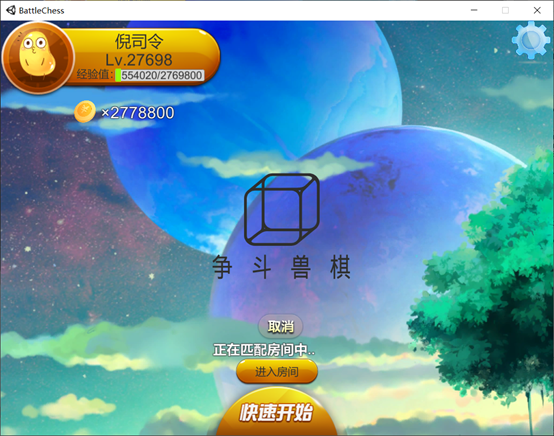 BattleChess
倪司令
Lv.27698
经验值: 554020/2769800
×2778800
争斗兽棋
取消
正在匹配房间中..
进入房间
快速开始